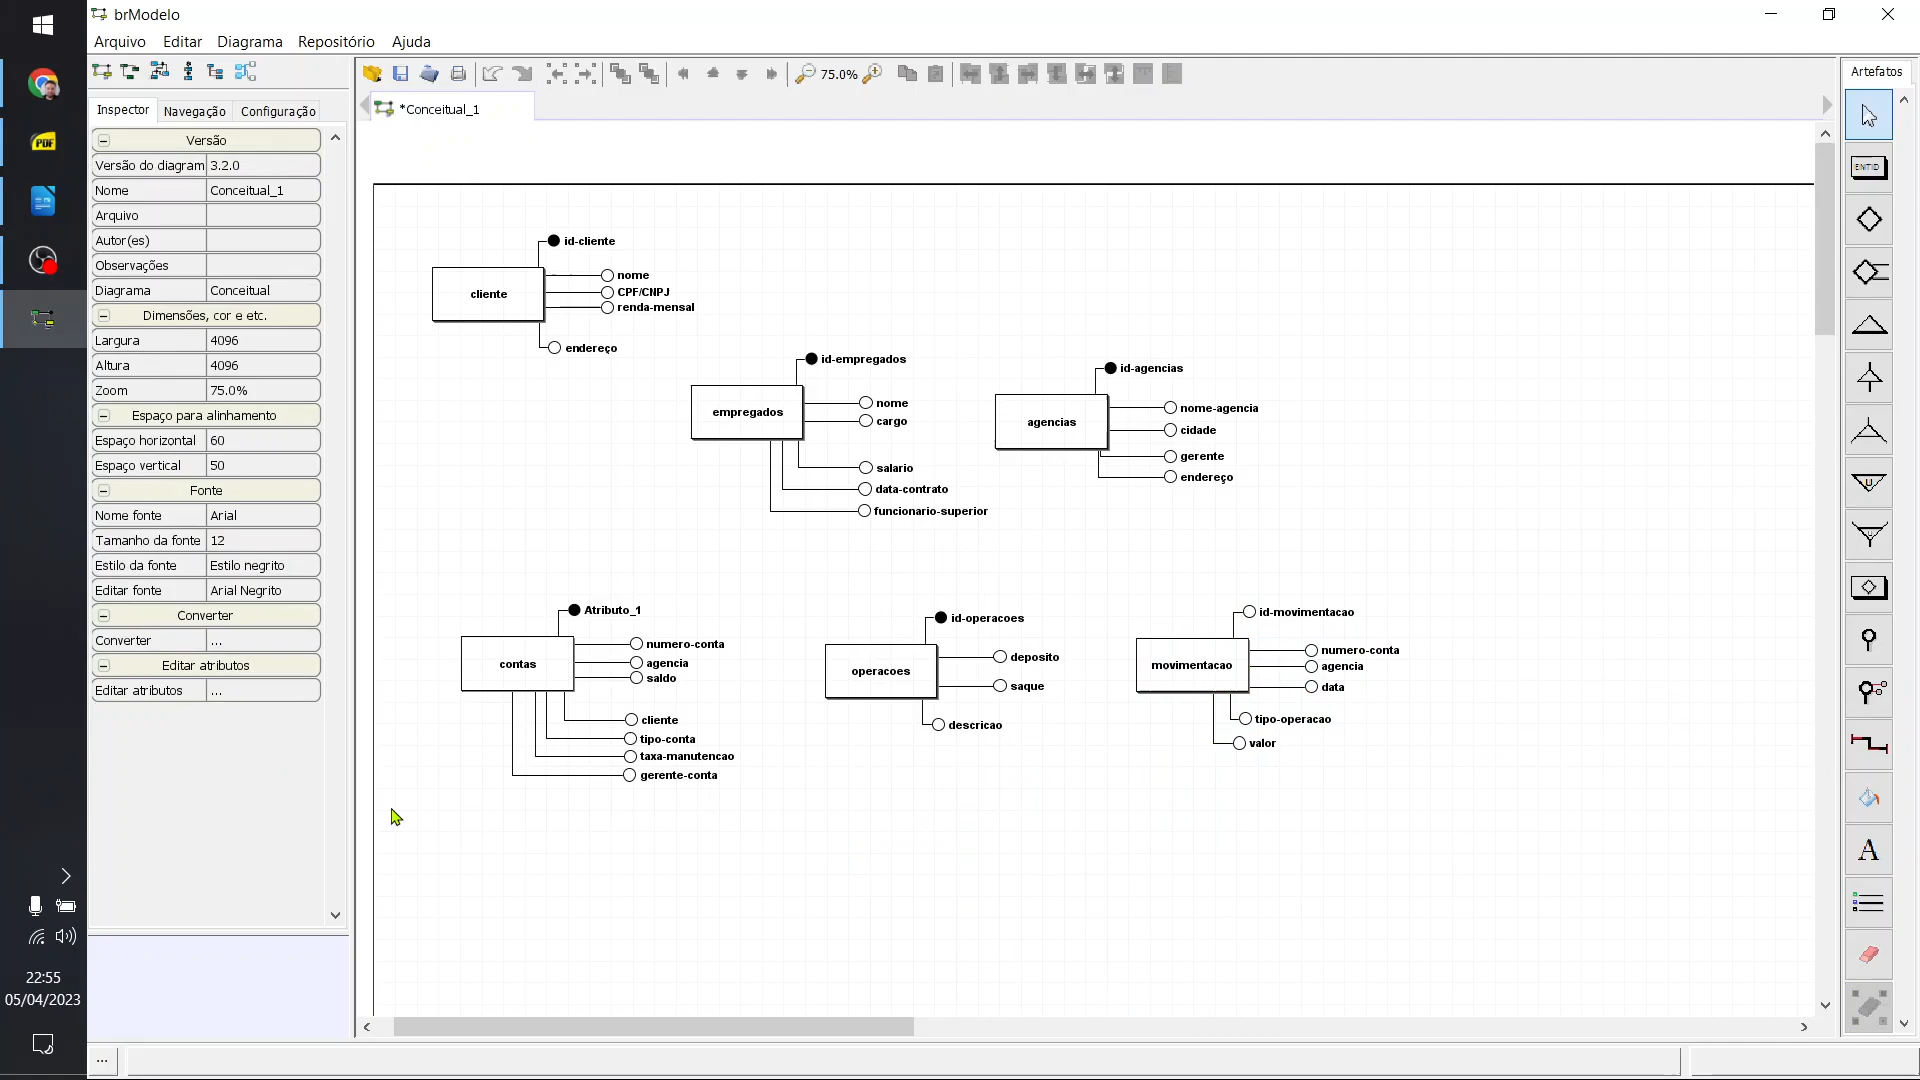 brModelo
Arquivo Editar Diagrama Repositório Ajuda
75.0%
Artefatos
Inspector Navegação Configuração
*Conceitual_1
Versão
Versão do diagram 3.2.0
Nome Conceitual_1
Arquivo
Autor(es)
Observações
Diagrama Conceitual
Dimensões, cor e etc.
Largura 4096
Altura 4096
Zoom 75.0%
Espaço para alinhamento
Espaço horizontal 60
Espaço vertical 50
Fonte
Nome fonte Arial
Tamanho da fonte 12
Estilo da fonte Estilo negrito
Editar fonte Arial Negrito
Converter
Converter ...
Editar atributos
Editar atributos ...
id-cliente
cliente
nome
CPF/CNPJ
renda-mensal
endereço
id-empregados
empregados
nome
cargo
salario
data-contrato
funcionario-superior
id-agencias
agencias
nome-agencia
cidade
gerente
endereço
Atributo_1
contas
numero-conta
agencia
saldo
cliente
tipo-conta
taxa-manutencao
gerente-conta
id-operacoes
operacoes
deposito
saque
descricao
id-movimentacao
movimentacao
numero-conta
agencia
data
tipo-operacao
valor
PDF
ENTID
U
A
22:55
05/04/2023
...